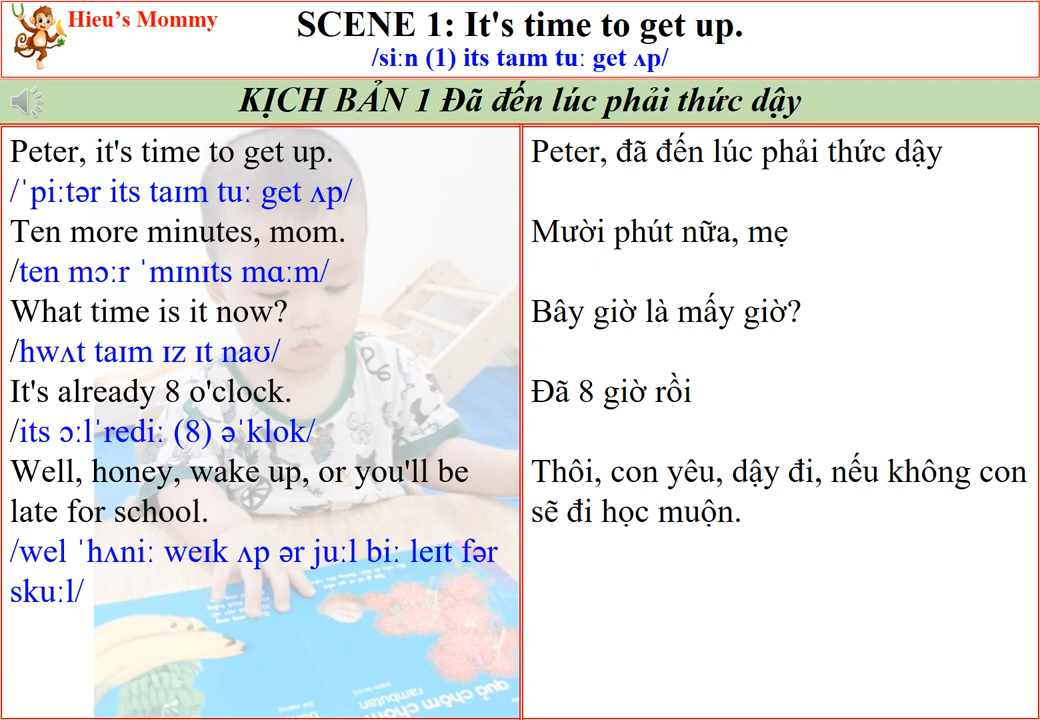 Hieu’s Mommy
SCENE 1: It's time to get up.
/siːn (1) its taɪm tuː get ʌp/
KỊCH BẢN 1 Đã đến lúc phải thức dậy
Peter, it's time to get up.
/ˈpiːtər its taɪm tuː get ʌp/
Ten more minutes, mom.
/ten mɔːr ˈmɪnɪts mɑːm/
What time is it now?
/hwʌt taɪm ɪz ɪt naʊ/
It's already 8 o'clock.
/its ɔːlˈrediː (8) əˈklok/
Well, honey, wake up, or you'll be
late for school.
/wel ˈhʌniː weɪk ʌp ər juːl biː leɪt fər
skuːl/
Peter, đã đến lúc phải thức dậy
Mười phút nữa, mẹ
Bây giờ là mấy giờ?
Đã 8 giờ rồi
Thôi, con yêu, dậy đi, nếu không con
sẽ đi học muộn.
quả chôm chôm
rambutan